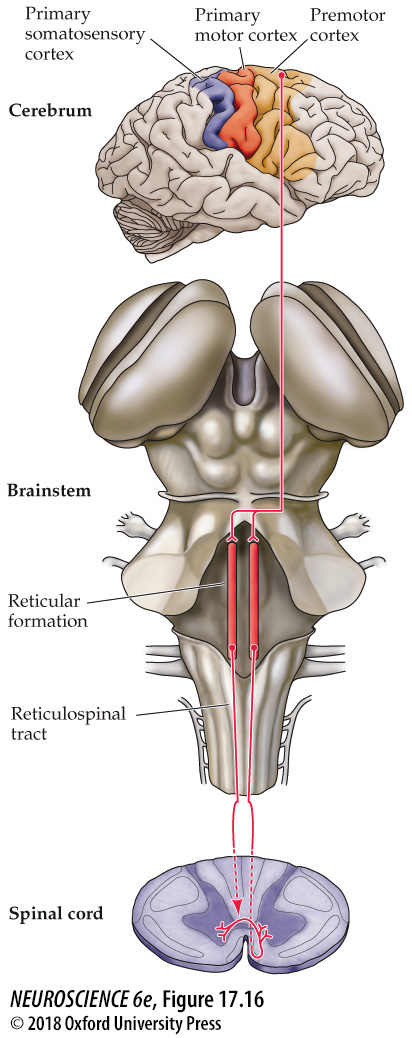 Primary
somatosensory
cortex
Primary
motor cortex
Premotor
cortex
Cerebrum
Brainstem
Reticular
formation
Reticulospinal
tract
Spinal cord
NEUROSCIENCE 6e, Figure 17.16
© 2018 Oxford University Press